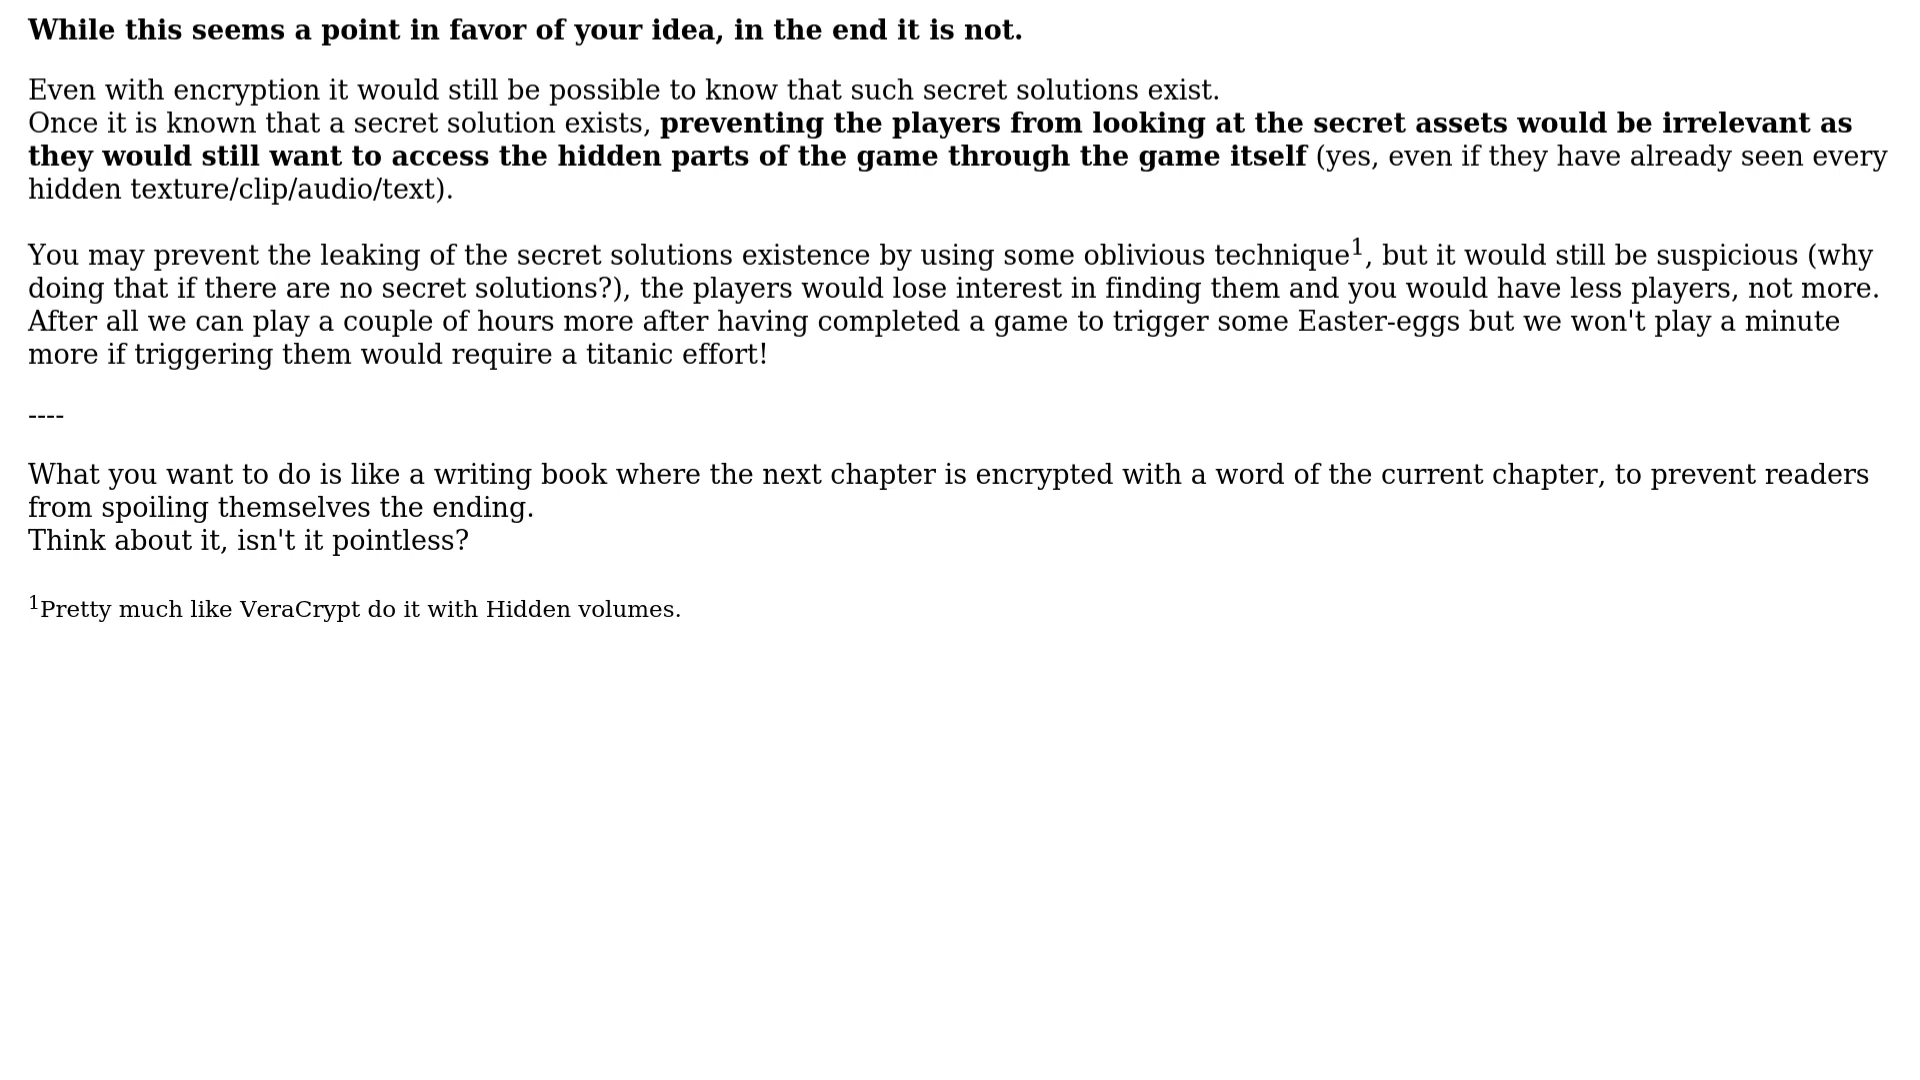 While this seems a point in favor of your idea, in the end it is not.
Even with encryption it would still be possible to know that such secret solutions exist.
Once it is known that a secret solution exists, preventing the players from looking at the secret assets would be irrelevant as
they would still want to access the hidden parts of the game through the game itself (yes, even if they have already seen every
hidden texture/clip/audio/text).
You may prevent the leaking of the secret solutions existence by using some oblivious technique1, but it would still be suspicious (why
doing that if there are no secret solutions?), the players would lose interest in finding them and you would have less players, not more.
After all we can play a couple of hours more after having completed a game to trigger some Easter-eggs but we won't play a minute
more if triggering them would require a titanic effort!
----
What you want to do is like a writing book where the next chapter is encrypted with a word of the current chapter, to prevent readers
from spoiling themselves the ending.
Think about it, isn't it pointless?
1Pretty much like VeraCrypt do it with Hidden volumes.